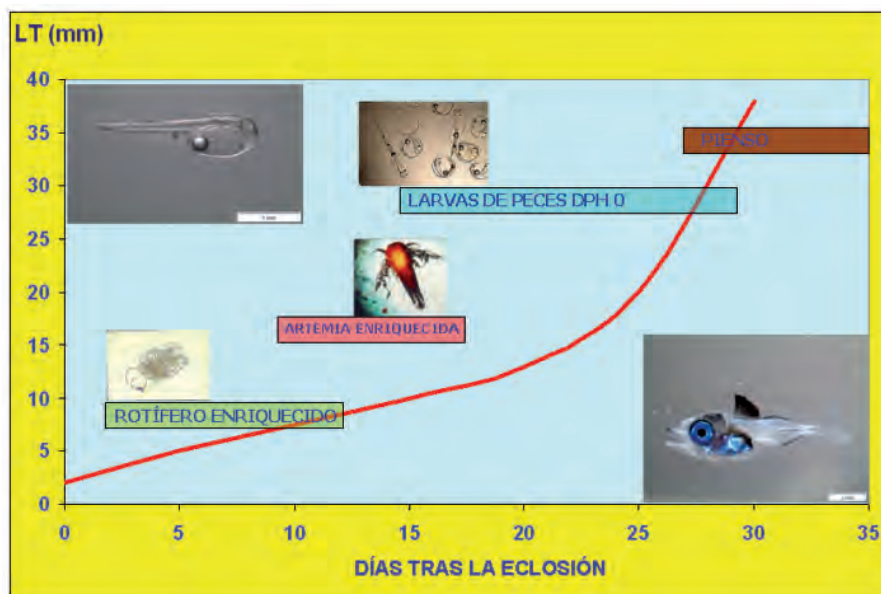 LT (mm)
40
35
30
25
20
15
10
5
0
PIENSO
LARVAS DE PECES DPH 0
ARTEMIA ENRIQUECIDA
ROTÍFERO ENRIQUECIDO
0 5 10 15 20 25 30 35
DÍAS TRAS LA ECLOSIÓN